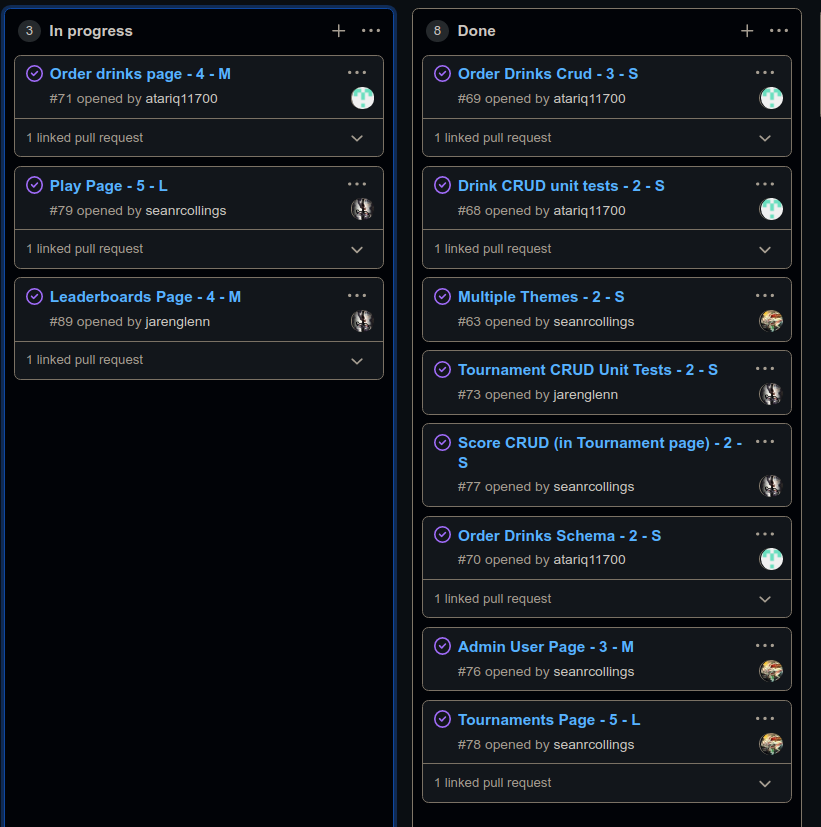 3 In progress
Order drinks page - 4 - M
#71 opened by atariq11700
1 linked pull request
Play Page - 5 - L
#79 opened by seanrcollings
1 linked pull request
Leaderboards Page - 4 - M
#89 opened by jarenglenn
1 linked pull request
8 Done
Order Drinks Crud - 3 - S
#69 opened by atariq11700
1 linked pull request
Drink CRUD unit tests - 2 - S
#68 opened by atariq11700
1 linked pull request
Multiple Themes - 2 - S
#63 opened by seanrcollings
Tournament CRUD Unit Tests - 2 - S
#73 opened by jarenglenn
Score CRUD (in Tournament page) - 2 -
S
#77 opened by seanrcollings
Order Drinks Schema - 2 - S
#70 opened by atariq11700
1 linked pull request
Admin User Page - 3 - M
#76 opened by seanrcollings
Tournaments Page - 5 - L
#78 opened by seanrcollings
1 linked pull request